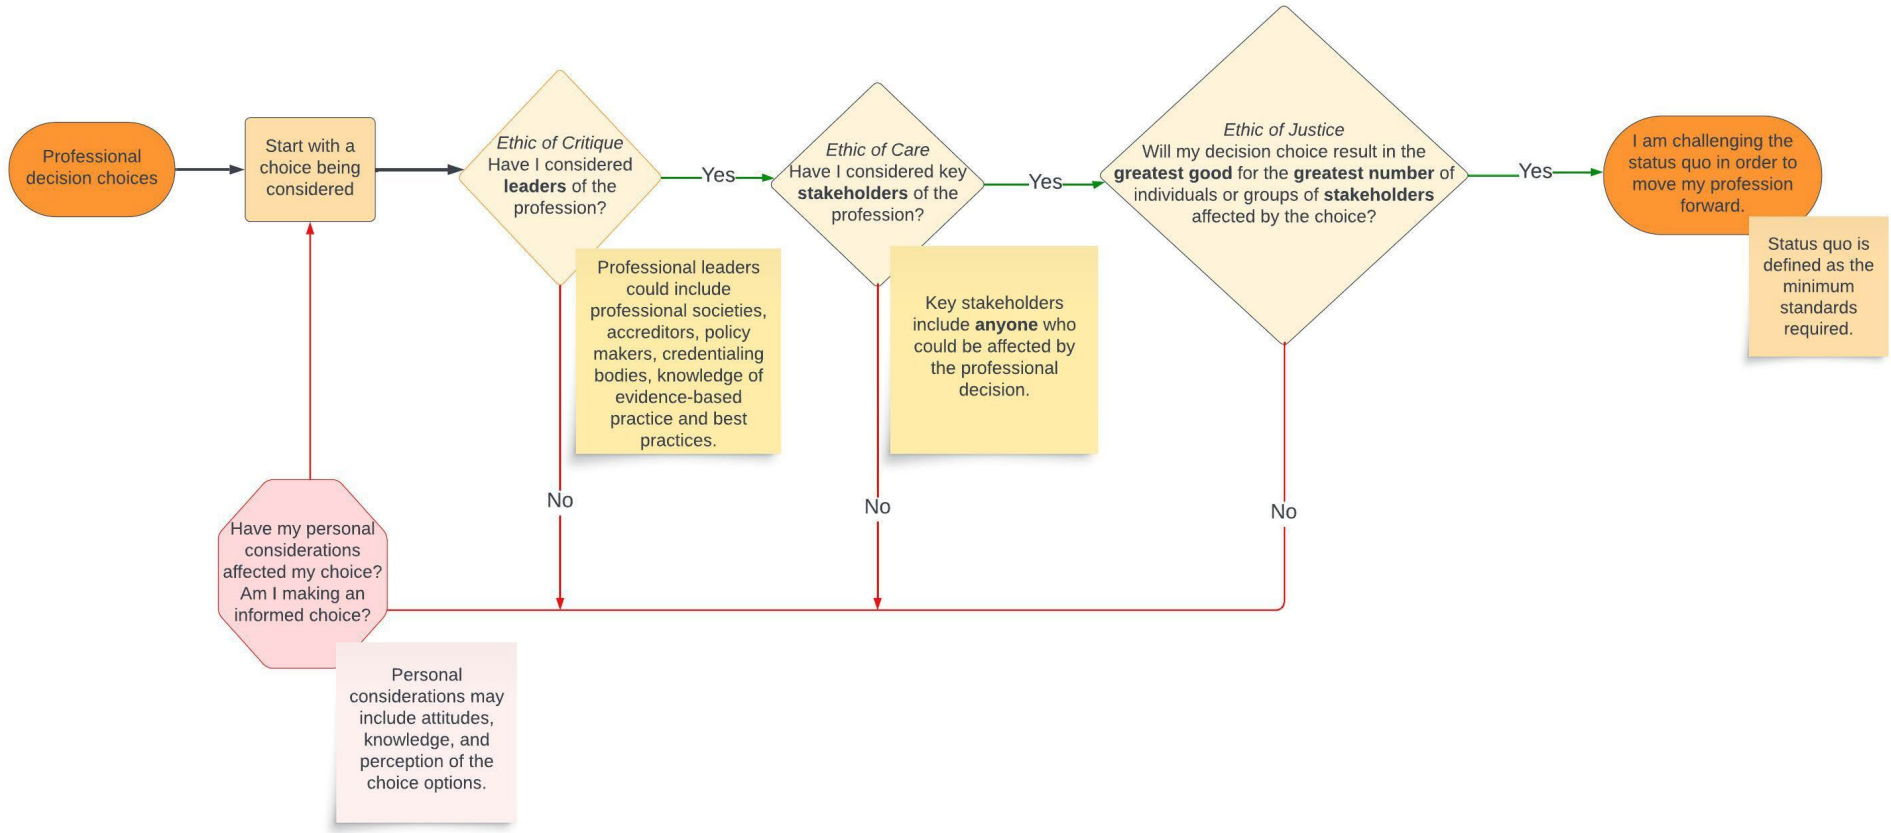 Professional
decision choices
Start with a
choice being
considered
Ethic of Critique
Have I considered
leaders of the
profession?
Yes
Ethic of Care
Have I considered key
stakeholders of the
profession?
Yes
Ethic of Justice
Will my decision choice result in the
greatest good for the greatest number of
individuals or groups of stakeholders
affected by the choice?
Yes
I am challenging the
status quo in order to
move my profession
forward.
Status quo is
defined as the
minimum
standards
required.
Professional leaders
could include
professional societies,
accreditors, policy
makers, credentialing
bodies, knowledge of
evidence-based
practice and best
practices.
Key stakeholders
include anyone who
could be affected by
the professional
decision.
No
No
No
Have my personal
considerations
affected my choice?
Am I making an
informed choice?
Personal
considerations may
include attitudes,
knowledge, and
perception of the
choice options.